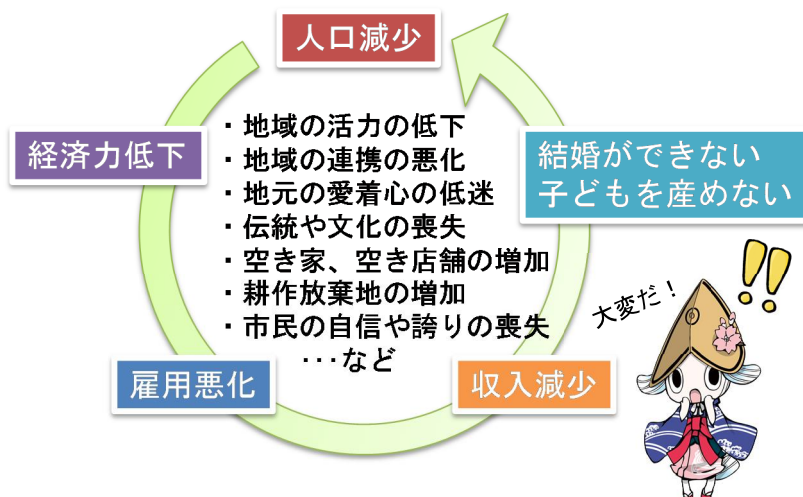 人口減少
経済力低下
・地域の活力の低下
・地域の連携の悪化
・地元の愛着心の低迷
・伝統や文化の喪失
・空き家、空き店舗の増加
・耕作放棄地の増加
・市民の自信や誇りの喪失
・・・など
結婚ができない
子どもを産めない
雇用悪化
収入減少
大変だ！
!!